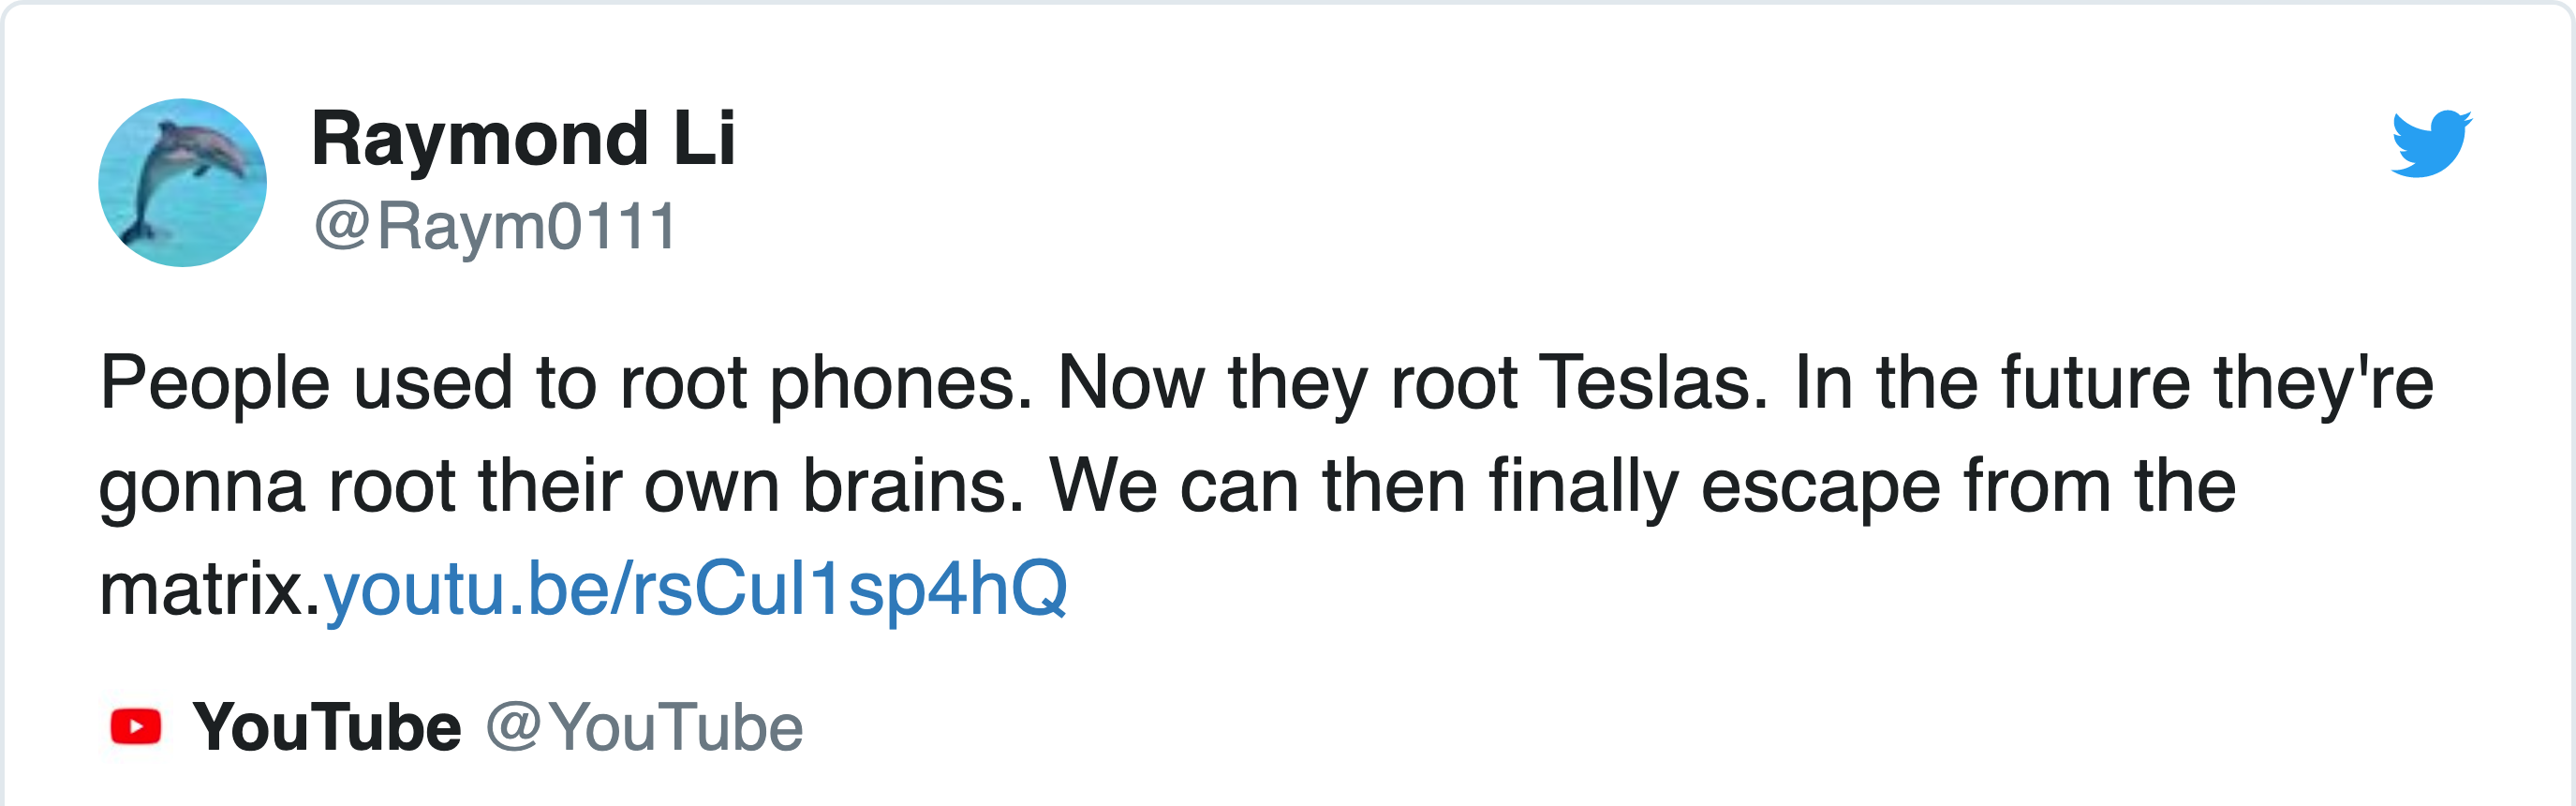 Raymond Li
@Raym0111
People used to root phones. Now they root Teslas. In the future they're
gonna root their own brains. We can then finally escape from the
matrix.youtu.be/rsCul1sp4hQ
YouTube @YouTube